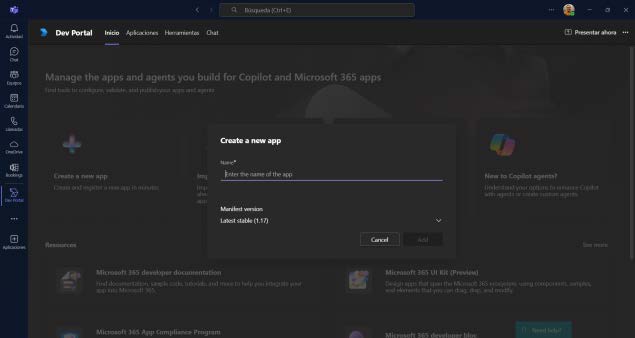 Búsqueda (Ctrl+E)
Actividad
Chat
Equipos
Calendario
Llamadas
OneDrive
Bookings
Dev Portal
Aplicaciones
Dev Portal
Inicio
Aplicaciones
Herramientas
Chat
Presentar ahora
Manage the apps and agents you build for Copilot and Microsoft 365 apps
Find tools to configure, validate, and publish your apps and agents
Create a new app
Create and register a new app in minutes.
New to Copilot agents?
Understand your options to enhance Copilot
with agents or create custom agents.
Create a new app
Name*
Enter the name of the app
Manifest version
Latest stable (1.17)
Cancel
Add
Resources
See more
Microsoft 365 developer documentation
Find documentation, sample code, tutorials, and more to help you integrate your
app into Microsoft 365.
Microsoft 365 UI Kit (Preview)
Design apps that span the Microsoft 365 ecosystem using components, samples,
and elements that you can drag, drop, and modify.
Microsoft 365 App Compliance Program
Microsoft 365 developer blog
Need help?